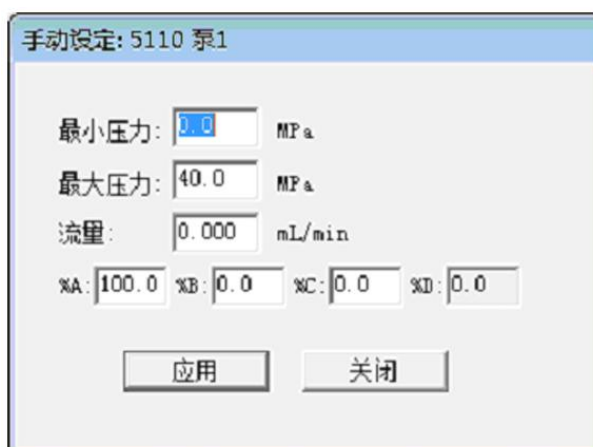 手动设定: 5110 泵1
最小压力: 0.0 MPa
最大压力: 40.0 MPa
流量: 0.000 mL/min
%A: 100.0 %B: 0.0 %C: 0.0 %D: 0.0
应用 关闭